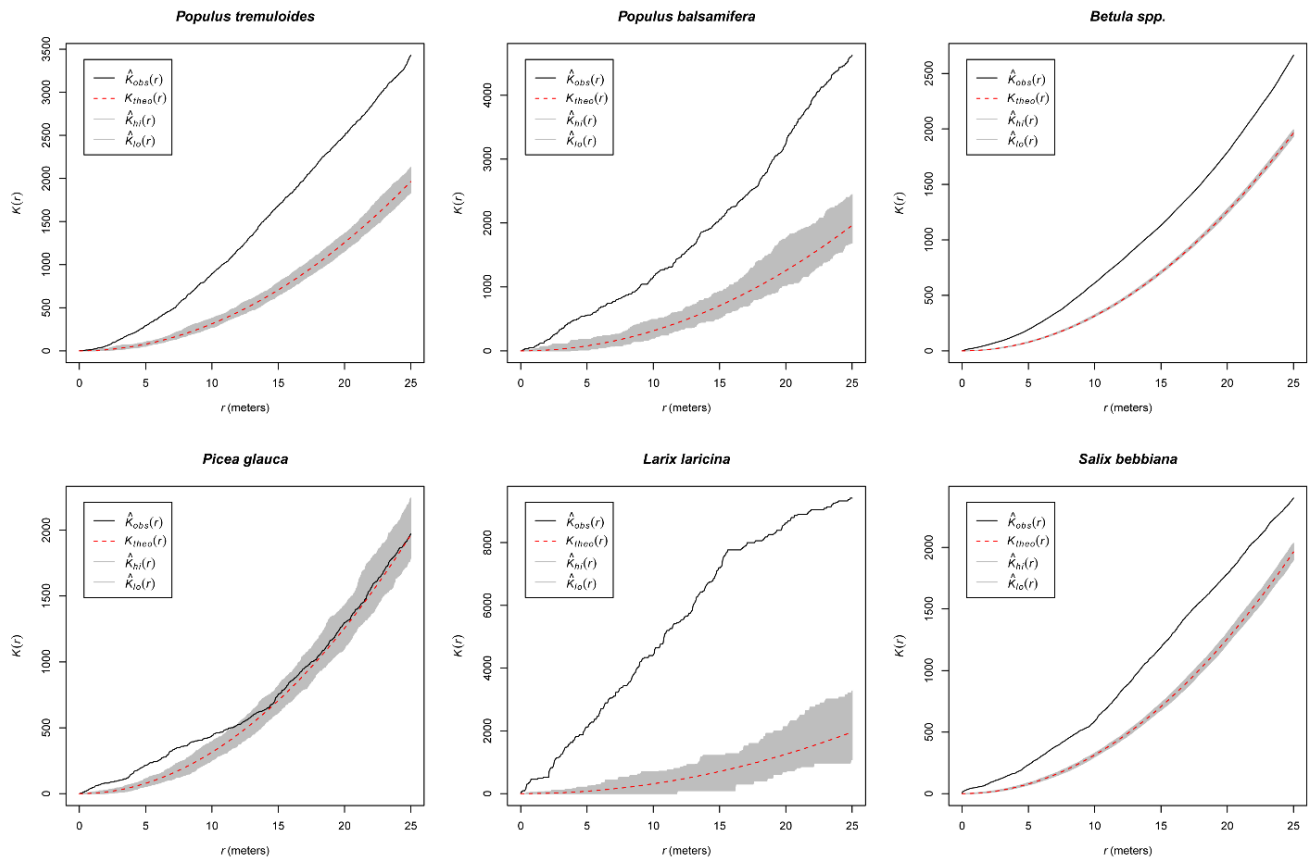 Populus tremuloides
K̂obs(r)
Ktheo(r)
K̂hi(r)
K̂lo(r)
K(r)
0 500 1000 1500 2000 2500 3000 3500
0 5 10 15 20 25
r (meters)
Populus balsamifera
K̂obs(r)
Ktheo(r)
K̂hi(r)
K̂lo(r)
K(r)
0 1000 2000 3000 4000
0 5 10 15 20 25
r (meters)
Betula spp.
K̂obs(r)
Ktheo(r)
K̂hi(r)
K̂lo(r)
K(r)
0 500 1000 1500 2000 2500
0 5 10 15 20 25
r (meters)
Picea glauca
K̂obs(r)
Ktheo(r)
K̂hi(r)
K̂lo(r)
K(r)
0 500 1000 1500 2000
0 5 10 15 20 25
r (meters)
Larix laricina
K̂obs(r)
Ktheo(r)
K̂hi(r)
K̂lo(r)
K(r)
0 2000 4000 6000 8000
0 5 10 15 20 25
r (meters)
Salix bebbiana
K̂obs(r)
Ktheo(r)
K̂hi(r)
K̂lo(r)
K(r)
0 500 1000 1500 2000
0 5 10 15 20 25
r (meters)